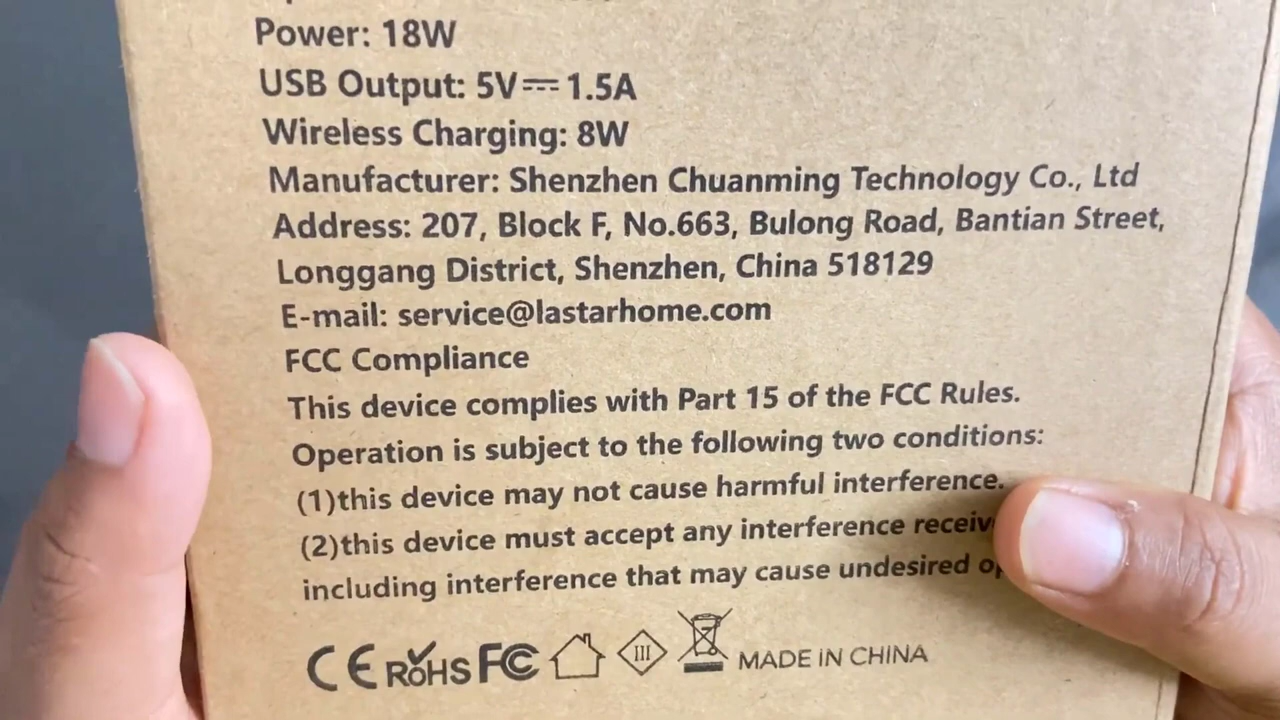 Power: 18W
USB Output: 5V⎓1.5A
Wireless Charging: 8W
Manufacturer: Shenzhen Chuanming Technology Co., Ltd
Address: 207, Block F, No.663, Bulong Road, Bantian Street,
Longgang District, Shenzhen, China 518129
E-mail: service@lastarhome.com
FCC Compliance
This device complies with Part 15 of the FCC Rules.
Operation is subject to the following two conditions:
(1)this device may not cause harmful interference.
(2)this device must accept any interference
including interference that may cause undesired
CE RoHS FC III MADE IN CHINA